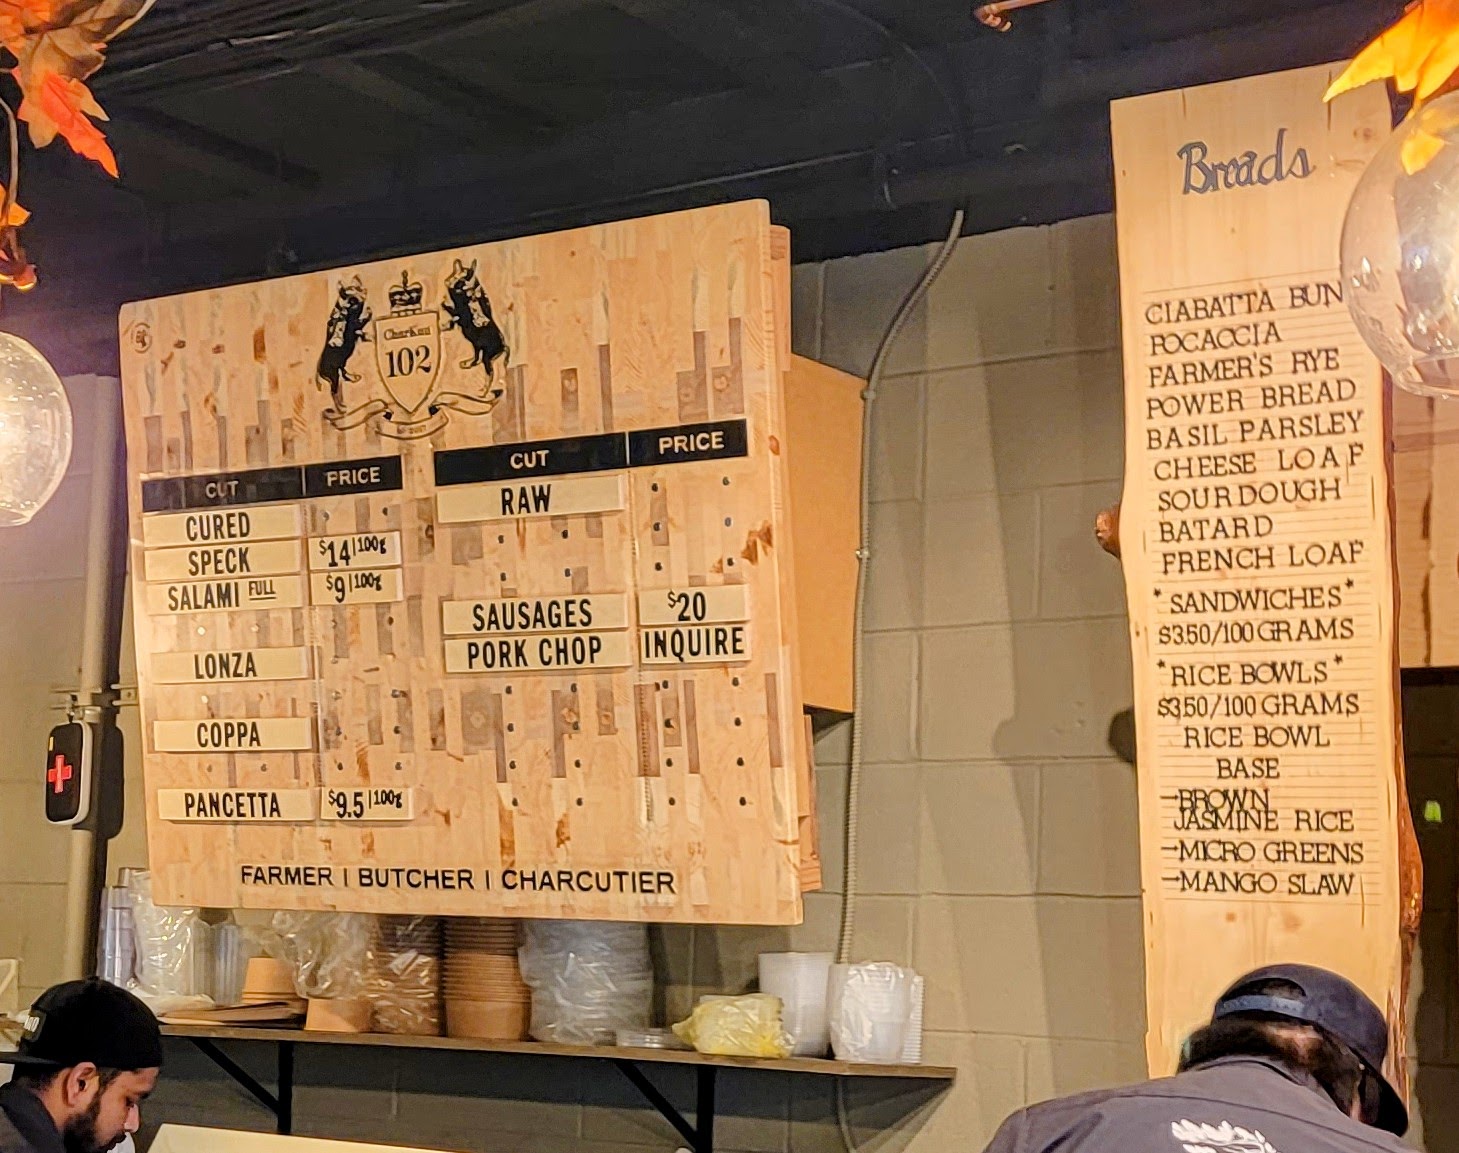 CharKuu
102
CUT PRICE
CURED
SPECK $14|100g
SALAMI FULL $9|100g
LONZA
COPPA
PANCETTA $9.5|100g
CUT PRICE
RAW
SAUSAGES $20
PORK CHOP INQUIRE
FARMER | BUTCHER | CHARCUTIER
Breads
CIABATTA BUN
FOCACCIA
FARMER'S RYE
POWER BREAD
BASIL PARSLEY
CHEESE LOAF
SOURDOUGH
BATARD
FRENCH LOAF
*SANDWICHES*
$3.50/100GRAMS
*RICE BOWLS*
$3.50/100GRAMS
RICE BOWL
BASE
-BROWN
JASMINE RICE
-MICRO GREENS
-MANGO SLAW